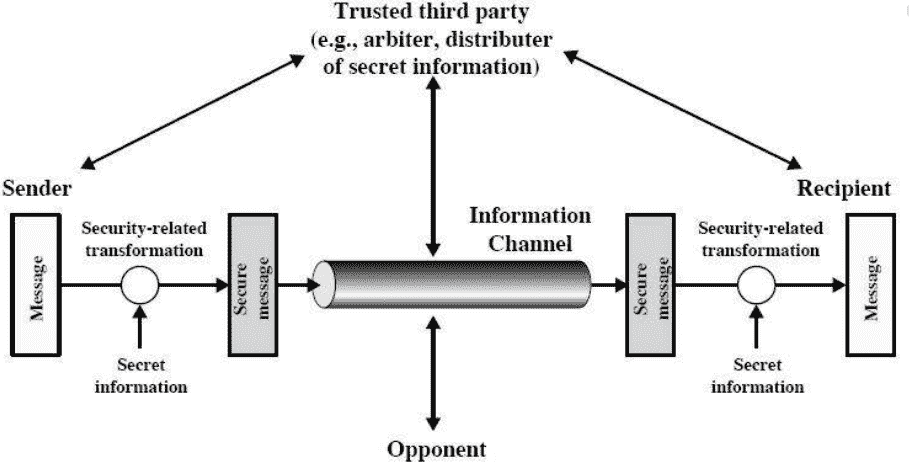 Trusted third party
(e.g., arbiter, distributer
of secret information)
Sender
Recipient
Information
Channel
Security-related
transformation
Security-related
transformation
Message
Secure
message
Secure
message
Message
Secret
information
Secret
information
Opponent